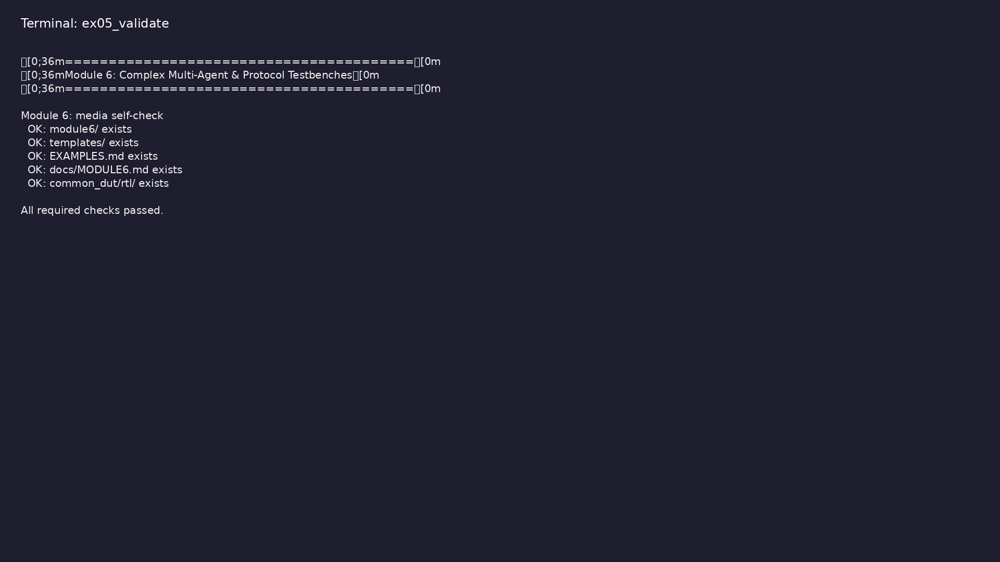 Terminal: ex05_validate
▯[0;36m========================================▯[0m
▯[0;36mModule 6: Complex Multi-Agent & Protocol Testbenches▯[0m
▯[0;36m========================================▯[0m
Module 6: media self-check
OK: module6/ exists
OK: templates/ exists
OK: EXAMPLES.md exists
OK: docs/MODULE6.md exists
OK: common_dut/rtl/ exists
All required checks passed.